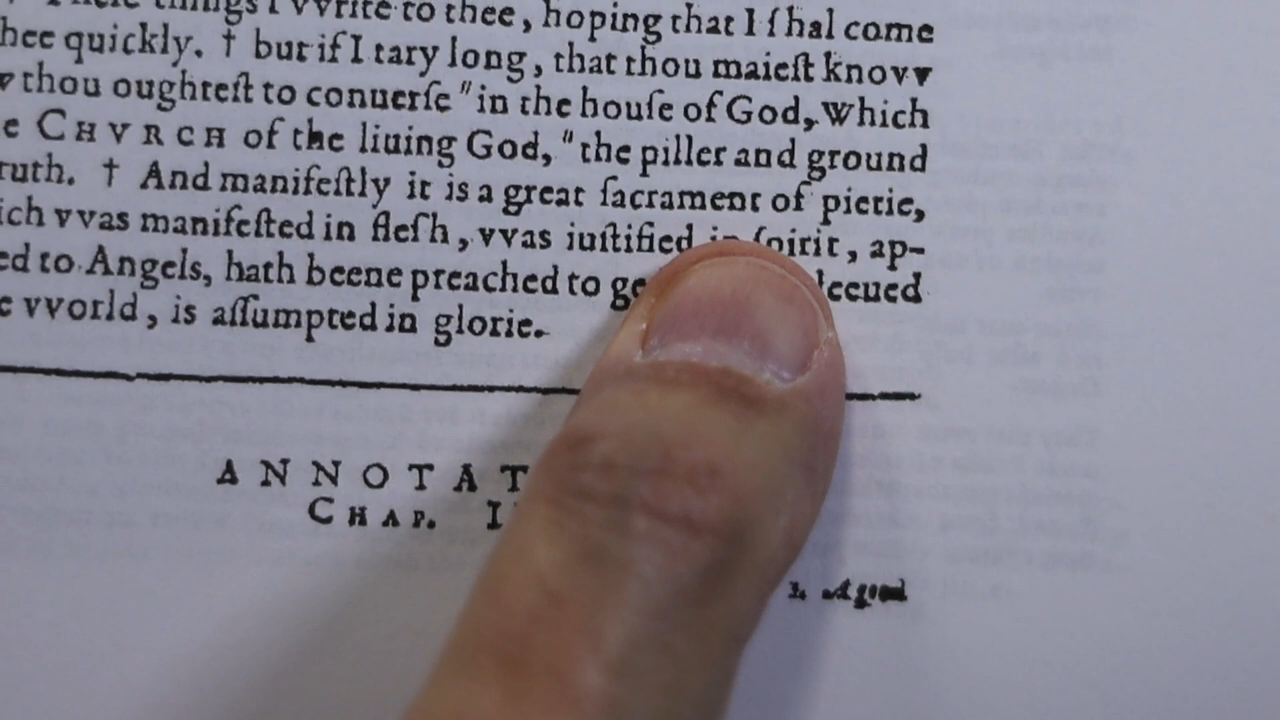 things I vvrite to thee, hoping that I ſhal come
hee quickly. † but if I tary long, that thou maieſt knovv
thou oughteſt to conuerſe "in the houſe of God, which
e CHVRCH of the liuing God, "the piller and ground
ruth. † And manifeſtly it is a great ſacrament of pietie,
ich vvas manifeſted in fleſh, vvas iuſtified in ſpirit, ap-
ed to Angels, hath beene preached to ge leeued
e vvorld, is aſſumpted in glorie.
ANNOTAT
CHAP. I